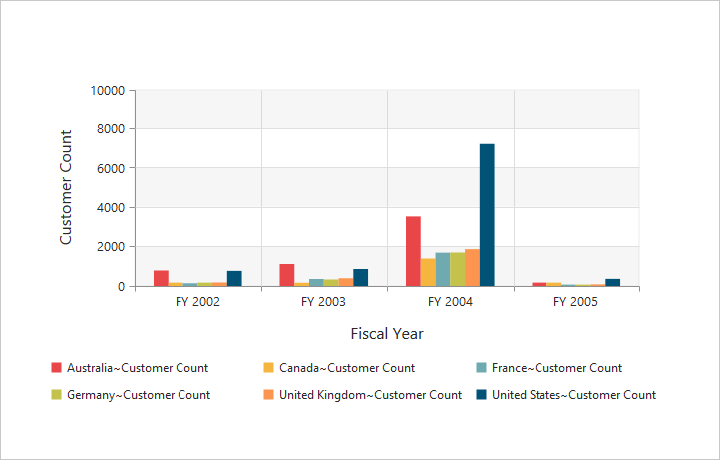 10000
8000
6000
4000
2000
0
Customer Count
FY 2002 FY 2003 FY 2004 FY 2005
Fiscal Year
Australia~Customer Count Canada~Customer Count France~Customer Count
Germany~Customer Count United Kingdom~Customer Count United States~Customer Count